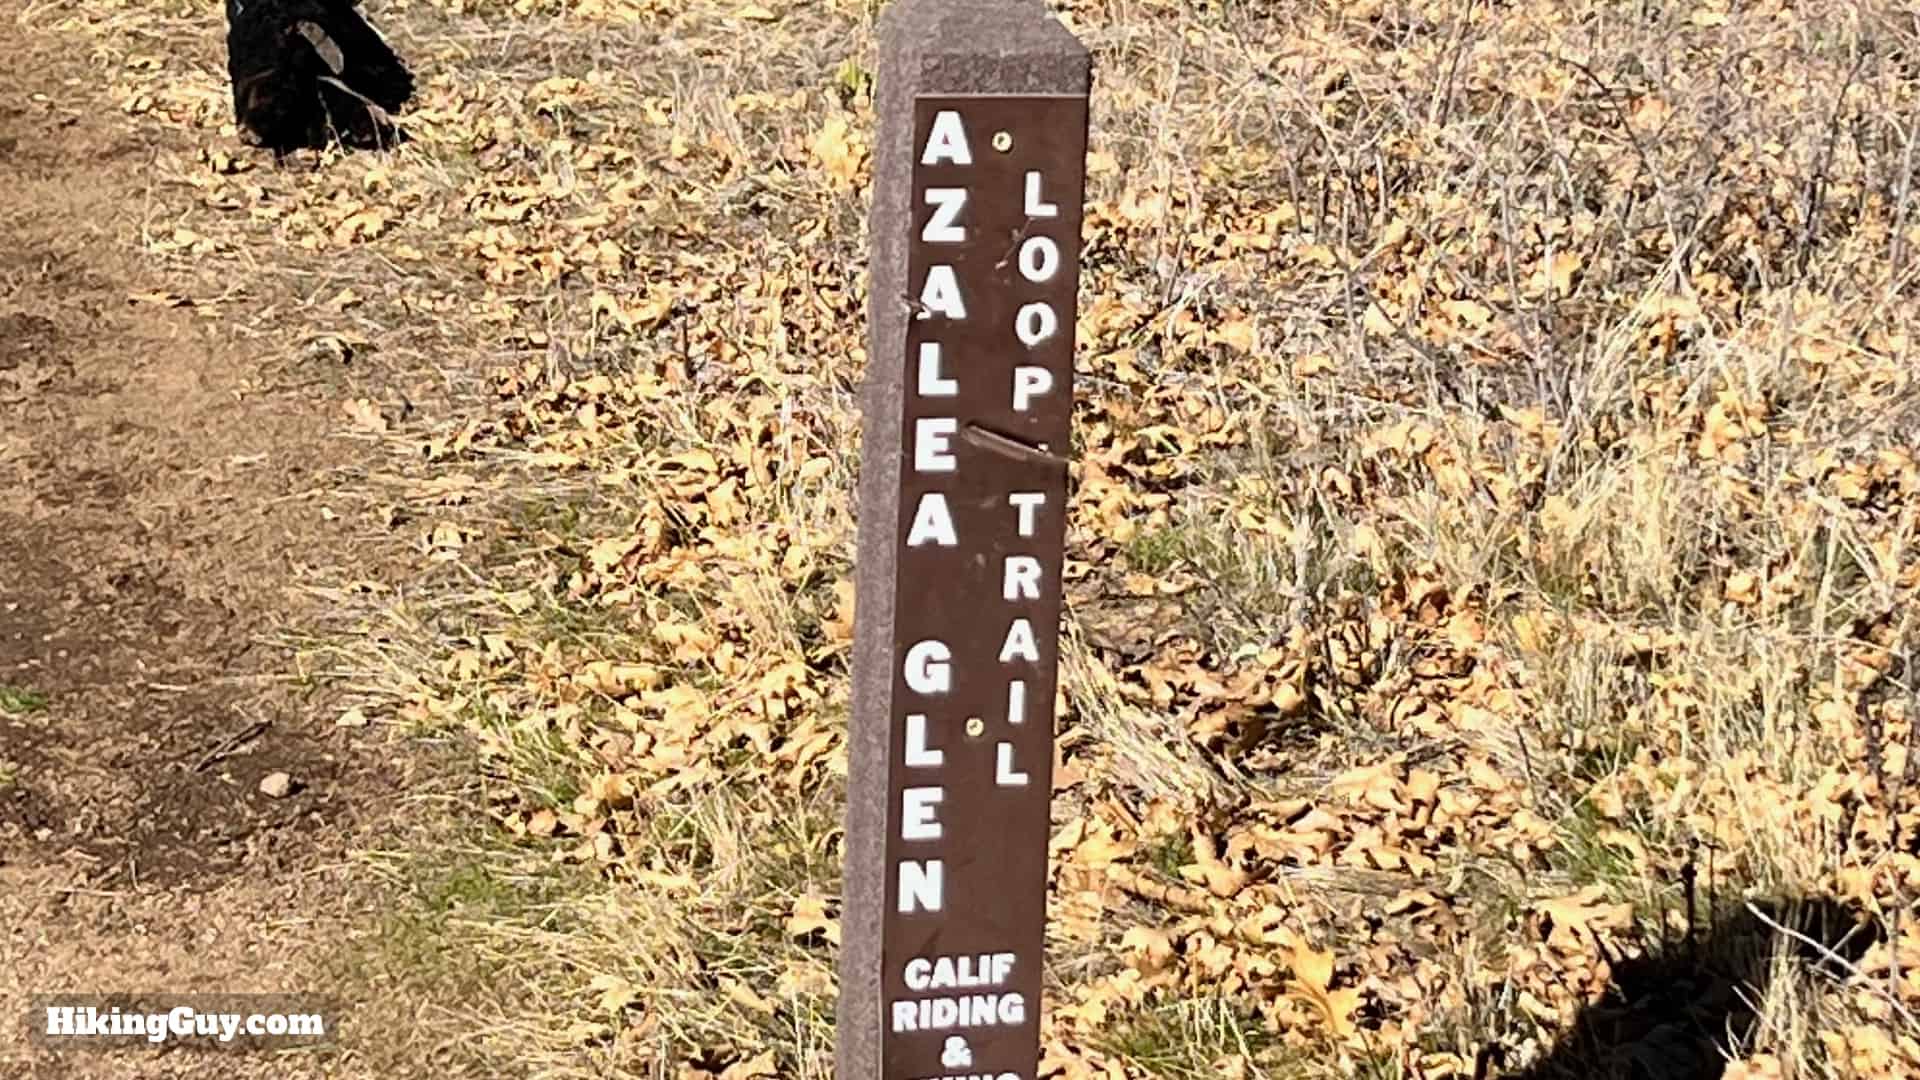 AZALEA GLEN
LOOP TRAIL
CALIF
RIDING
&
HikingGuy.com